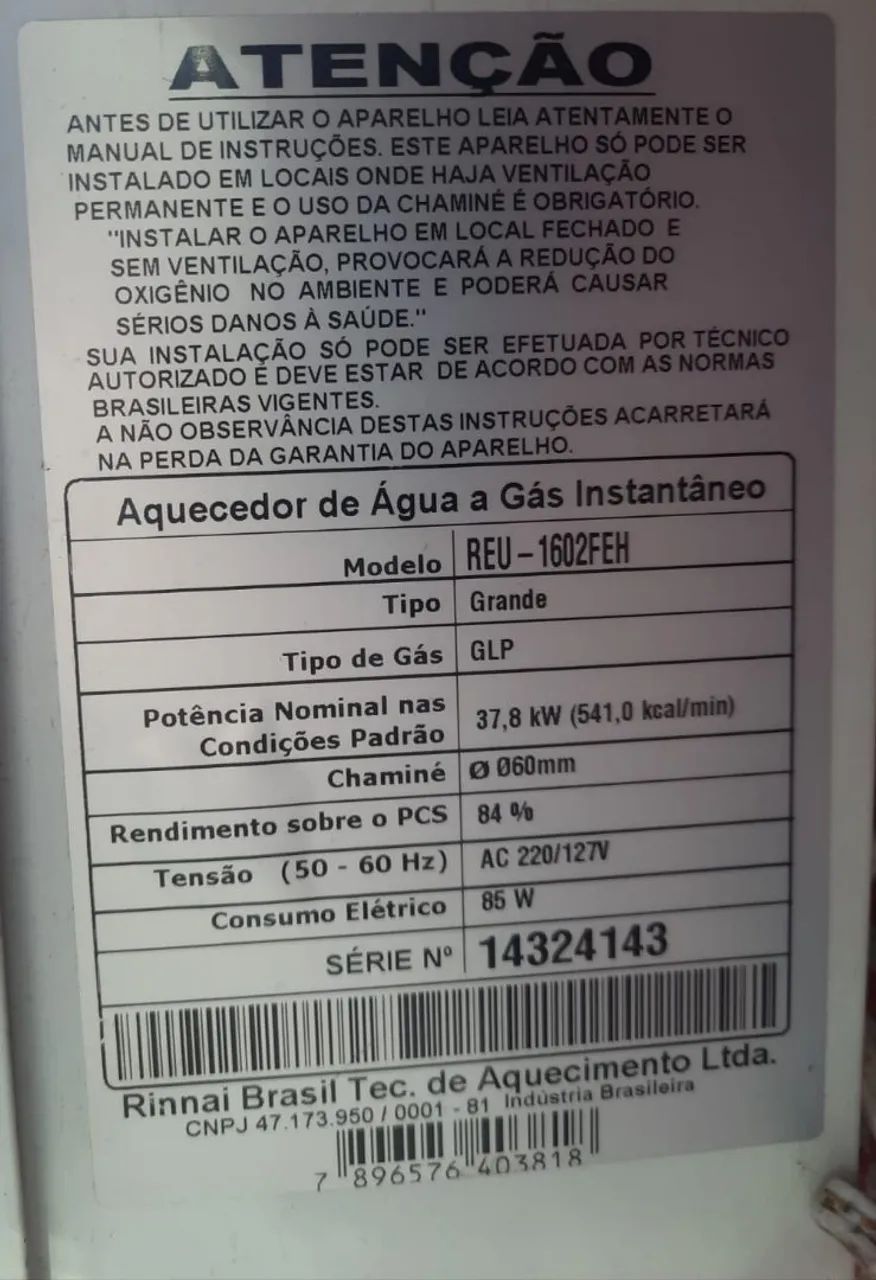 ATENÇÃO
ANTES DE UTILIZAR O APARELHO LEIA ATENTAMENTE O
MANUAL DE INSTRUÇÕES. ESTE APARELHO SÓ PODE SER
INSTALADO EM LOCAIS ONDE HAJA VENTILAÇÃO
PERMANENTE E O USO DA CHAMINÉ É OBRIGATÓRIO.
"INSTALAR O APARELHO EM LOCAL FECHADO E
SEM VENTILAÇÃO, PROVOCARÁ A REDUÇÃO DO
OXIGÊNIO NO AMBIENTE E PODERÁ CAUSAR
SÉRIOS DANOS À SAÚDE."
SUA INSTALAÇÃO SÓ PODE SER EFETUADA POR TÉCNICO
AUTORIZADO E DEVE ESTAR DE ACORDO COM AS NORMAS
BRASILEIRAS VIGENTES.
A NÃO OBSERVÂNCIA DESTAS INSTRUÇÕES ACARRETARÁ
NA PERDA DA GARANTIA DO APARELHO.
Aquecedor de Água a Gás Instantâneo
Modelo REU - 1602FEH
Tipo Grande
Tipo de Gás GLP
Potência Nominal nas
Condições Padrão 37,8 kW (541,0 kcal/min)
Chaminé Ø Ø60mm
Rendimento sobre o PCS 84 %
Tensão (50 - 60 Hz) AC 220/127V
Consumo Elétrico 85 W
SÉRIE Nº 14324143
Rinnai Brasil Tec. de Aquecimento Ltda.
CNPJ 47.173.950 / 0001 - 81 Indústria Brasileira
7 896576 403818